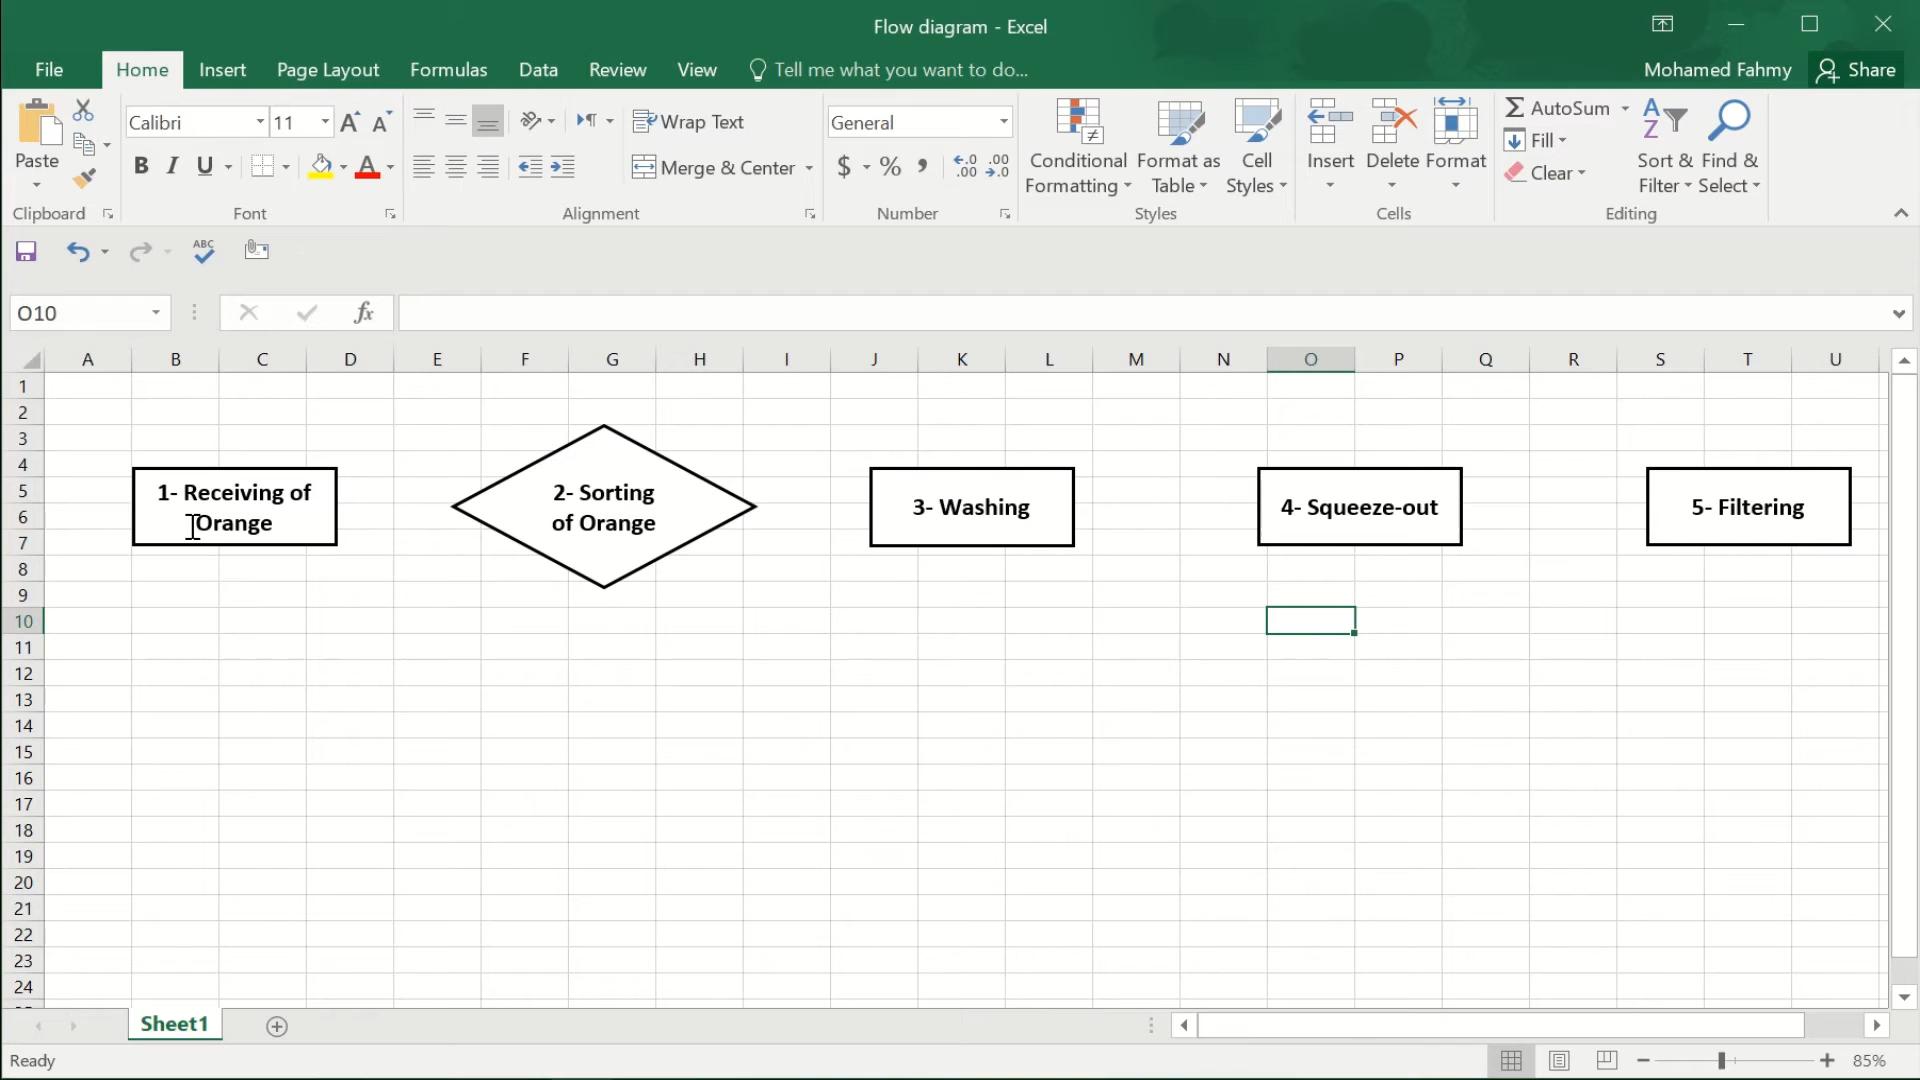 Flow diagram - Excel
File Home Insert Page Layout Formulas Data Review View Tell me what you want to do... Mohamed Fahmy Share
Paste
Clipboard
Calibri 11
B I U
Font
Wrap Text
Merge & Center
Alignment
General
$ % ,
Number
Conditional Formatting
Format as Table
Cell Styles
Styles
Insert Delete Format
Cells
AutoSum
Fill
Clear
Sort & Filter
Find & Select
Editing
ABC
O10
fx
A B C D E F G H I J K L M N O P Q R S T U
1
2
3
4
5
6
7
8
9
10
11
12
13
14
15
16
17
18
19
20
21
22
23
24
1- Receiving of
Orange
2- Sorting
of Orange
3- Washing
4- Squeeze-out
5- Filtering
Sheet1
Ready
85%